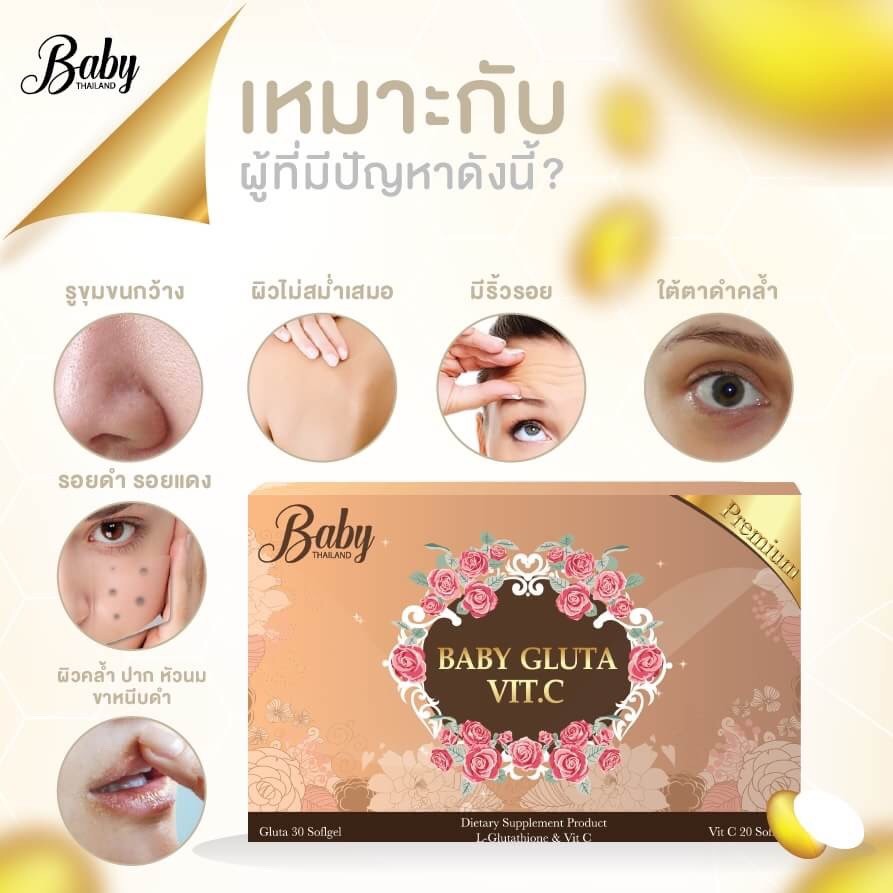 Baby
THAILAND
เหมาะกับ
ผู้ที่มีปัญหาดังนี้?
รูขุมขนกว้าง
ผิวไม่สม่ำเสมอ
มีริ้วรอย
ใต้ตาดำคล้ำ
รอยดำ รอยแดง
ผิวคล้ำ ปาก หัวนม
ขาหนีบดำ
Baby
THAILAND
Premium
BABY GLUTA
VIT.C
Gluta 30 Soflgel
Dietary Supplement Product
L-Glutathione & Vit C
Vit C 20